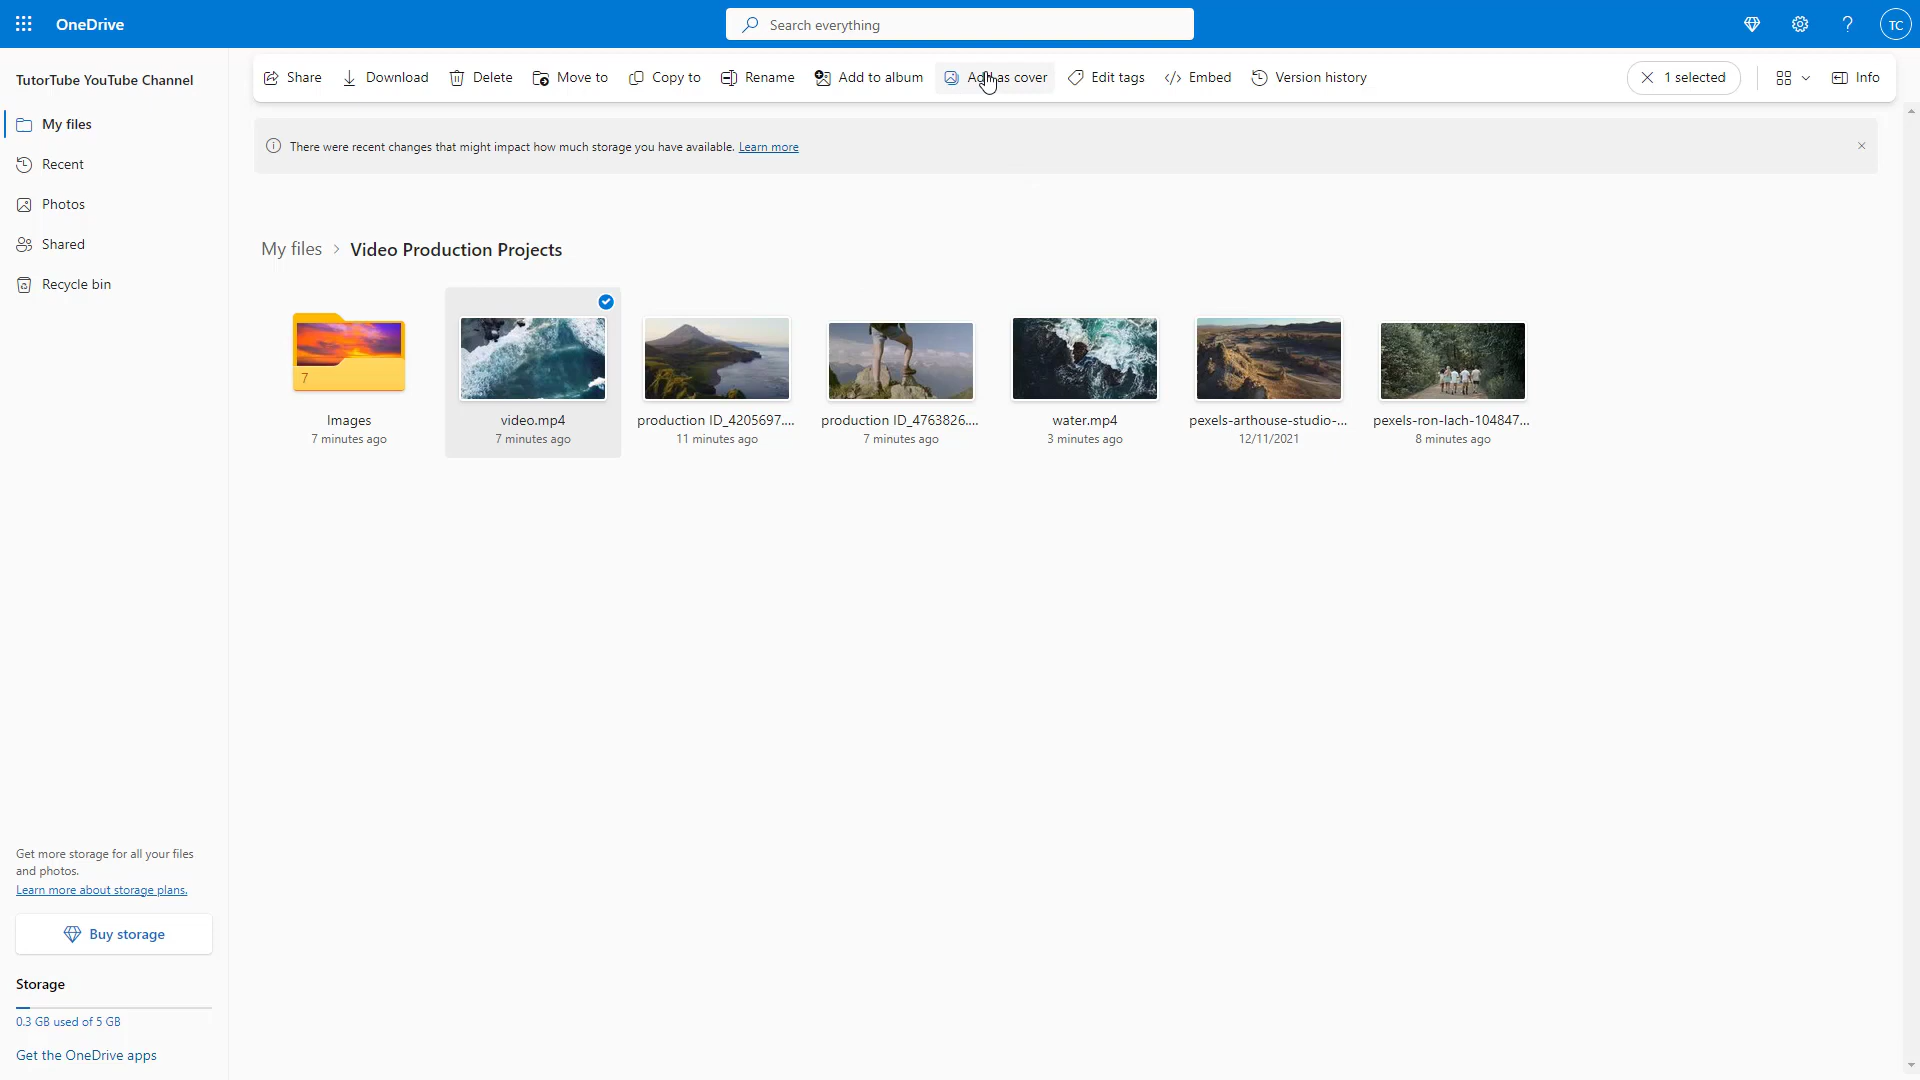 OneDrive
Search everything
TC
TutorTube YouTube Channel
Share
Download
Delete
Move to
Copy to
Rename
Add to album
Add as cover
Edit tags
Embed
Version history
1 selected
Info
My files
Recent
Photos
Shared
Recycle bin
There were recent changes that might impact how much storage you have available. Learn more
My files > Video Production Projects
7
Images
7 minutes ago
video.mp4
7 minutes ago
production ID_4205697....
11 minutes ago
production ID_4763826....
7 minutes ago
water.mp4
3 minutes ago
pexels-arthouse-studio-...
12/11/2021
pexels-ron-lach-104847...
8 minutes ago
Get more storage for all your files
and photos.
Learn more about storage plans.
Buy storage
Storage
0.3 GB used of 5 GB
Get the OneDrive apps